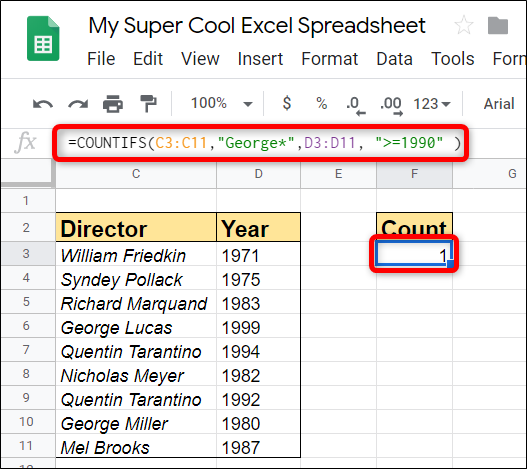 My Super Cool Excel Spreadsheet
File Edit View Insert Format Data Tools Forn
100% $ % .0 .00 123 Arial
fx =COUNTIFS(C3:C11,"George*",D3:D11, ">=1990" )
C D E F G
1
2 Director Year Count
3 William Friedkin 1971 1
4 Syndey Pollack 1975
5 Richard Marquand 1983
6 George Lucas 1999
7 Quentin Tarantino 1994
8 Nicholas Meyer 1982
9 Quentin Tarantino 1992
10 George Miller 1980
11 Mel Brooks 1987